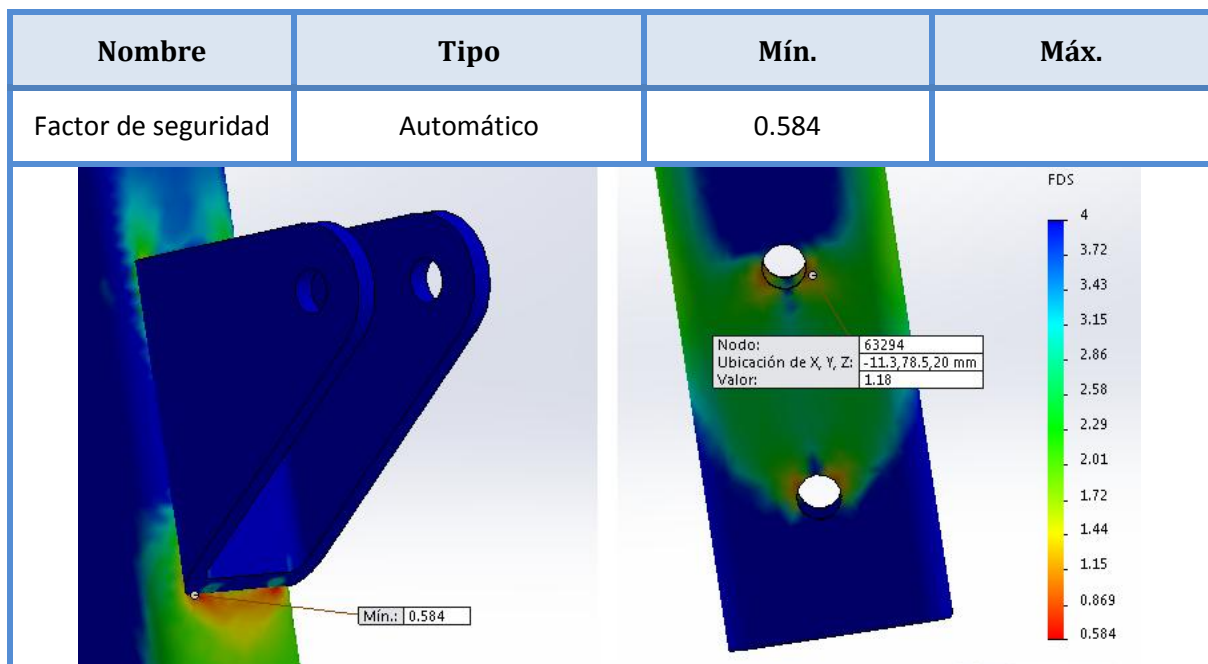 Nombre Tipo Mín. Máx.
Factor de seguridad Automático 0.584
FDS
4
3.72
3.43
3.15
2.86
2.58
2.29
2.01
1.72
1.44
1.15
0.869
0.584
Nodo: 63294
Ubicación de X, Y, Z: -11.3,78.5,20 mm
Valor: 1.18
Mín.: 0.584